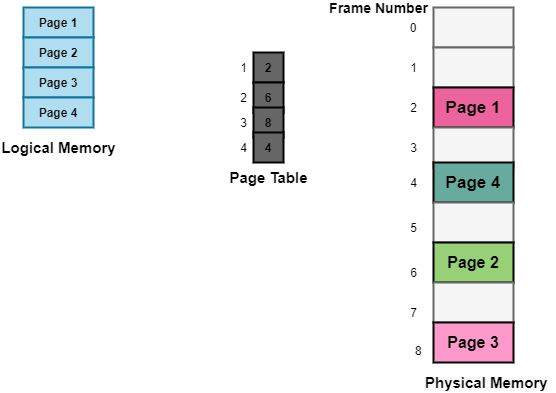 Page 1
Page 2
Page 3
Page 4
Logical Memory
1 2
2 6
3 8
4 4
Page Table
Frame Number
0
1
2 Page 1
3
4 Page 4
5
6 Page 2
7
8 Page 3
Physical Memory